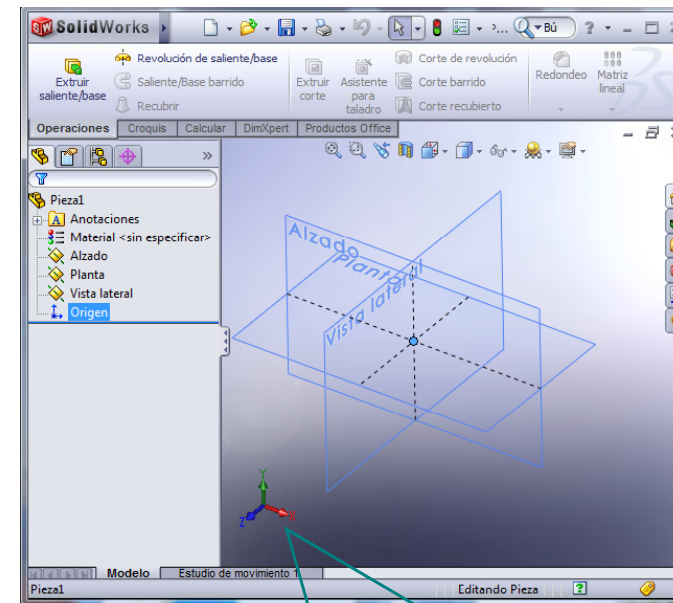 SolidWorks
Bú
?
Extruir saliente/base
Revolución de saliente/base
Saliente/Base barrido
Recubrir
Extruir corte
Asistente para taladro
Corte de revolución
Corte barrido
Corte recubierto
Redondeo
Matriz lineal
Operaciones
Croquis
Calcular
DimXpert
Productos Office
»
Pieza1
A Anotaciones
Material <sin especificar>
Alzado
Planta
Vista lateral
Origen
Alzado
Planta
Vista lateral
Y
Z
X
Modelo
Estudio de movimiento 1
Pieza1
Editando Pieza
?